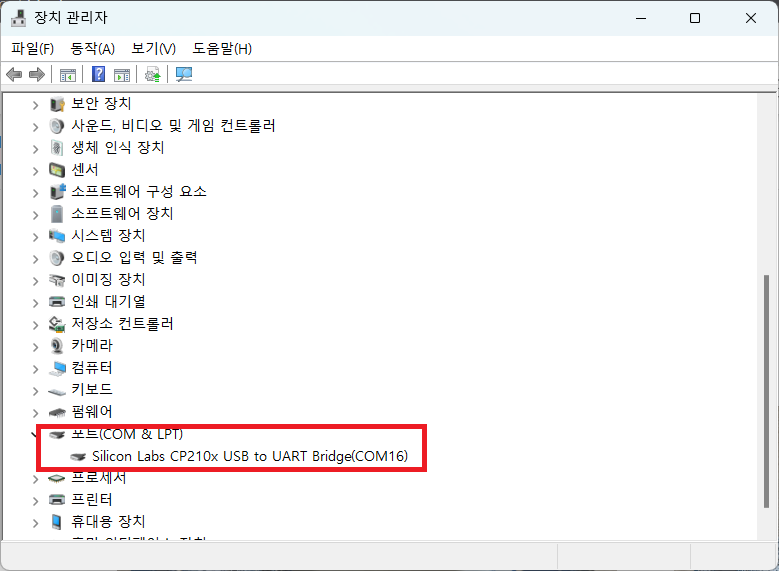 장치 관리자
파일(F) 동작(A) 보기(V) 도움말(H)
보안 장치
사운드, 비디오 및 게임 컨트롤러
생체 인식 장치
센서
소프트웨어 구성 요소
소프트웨어 장치
시스템 장치
오디오 입력 및 출력
이미징 장치
인쇄 대기열
저장소 컨트롤러
카메라
컴퓨터
키보드
펌웨어
포트(COM & LPT)
Silicon Labs CP210x USB to UART Bridge(COM16)
프로세서
프린터
휴대용 장치